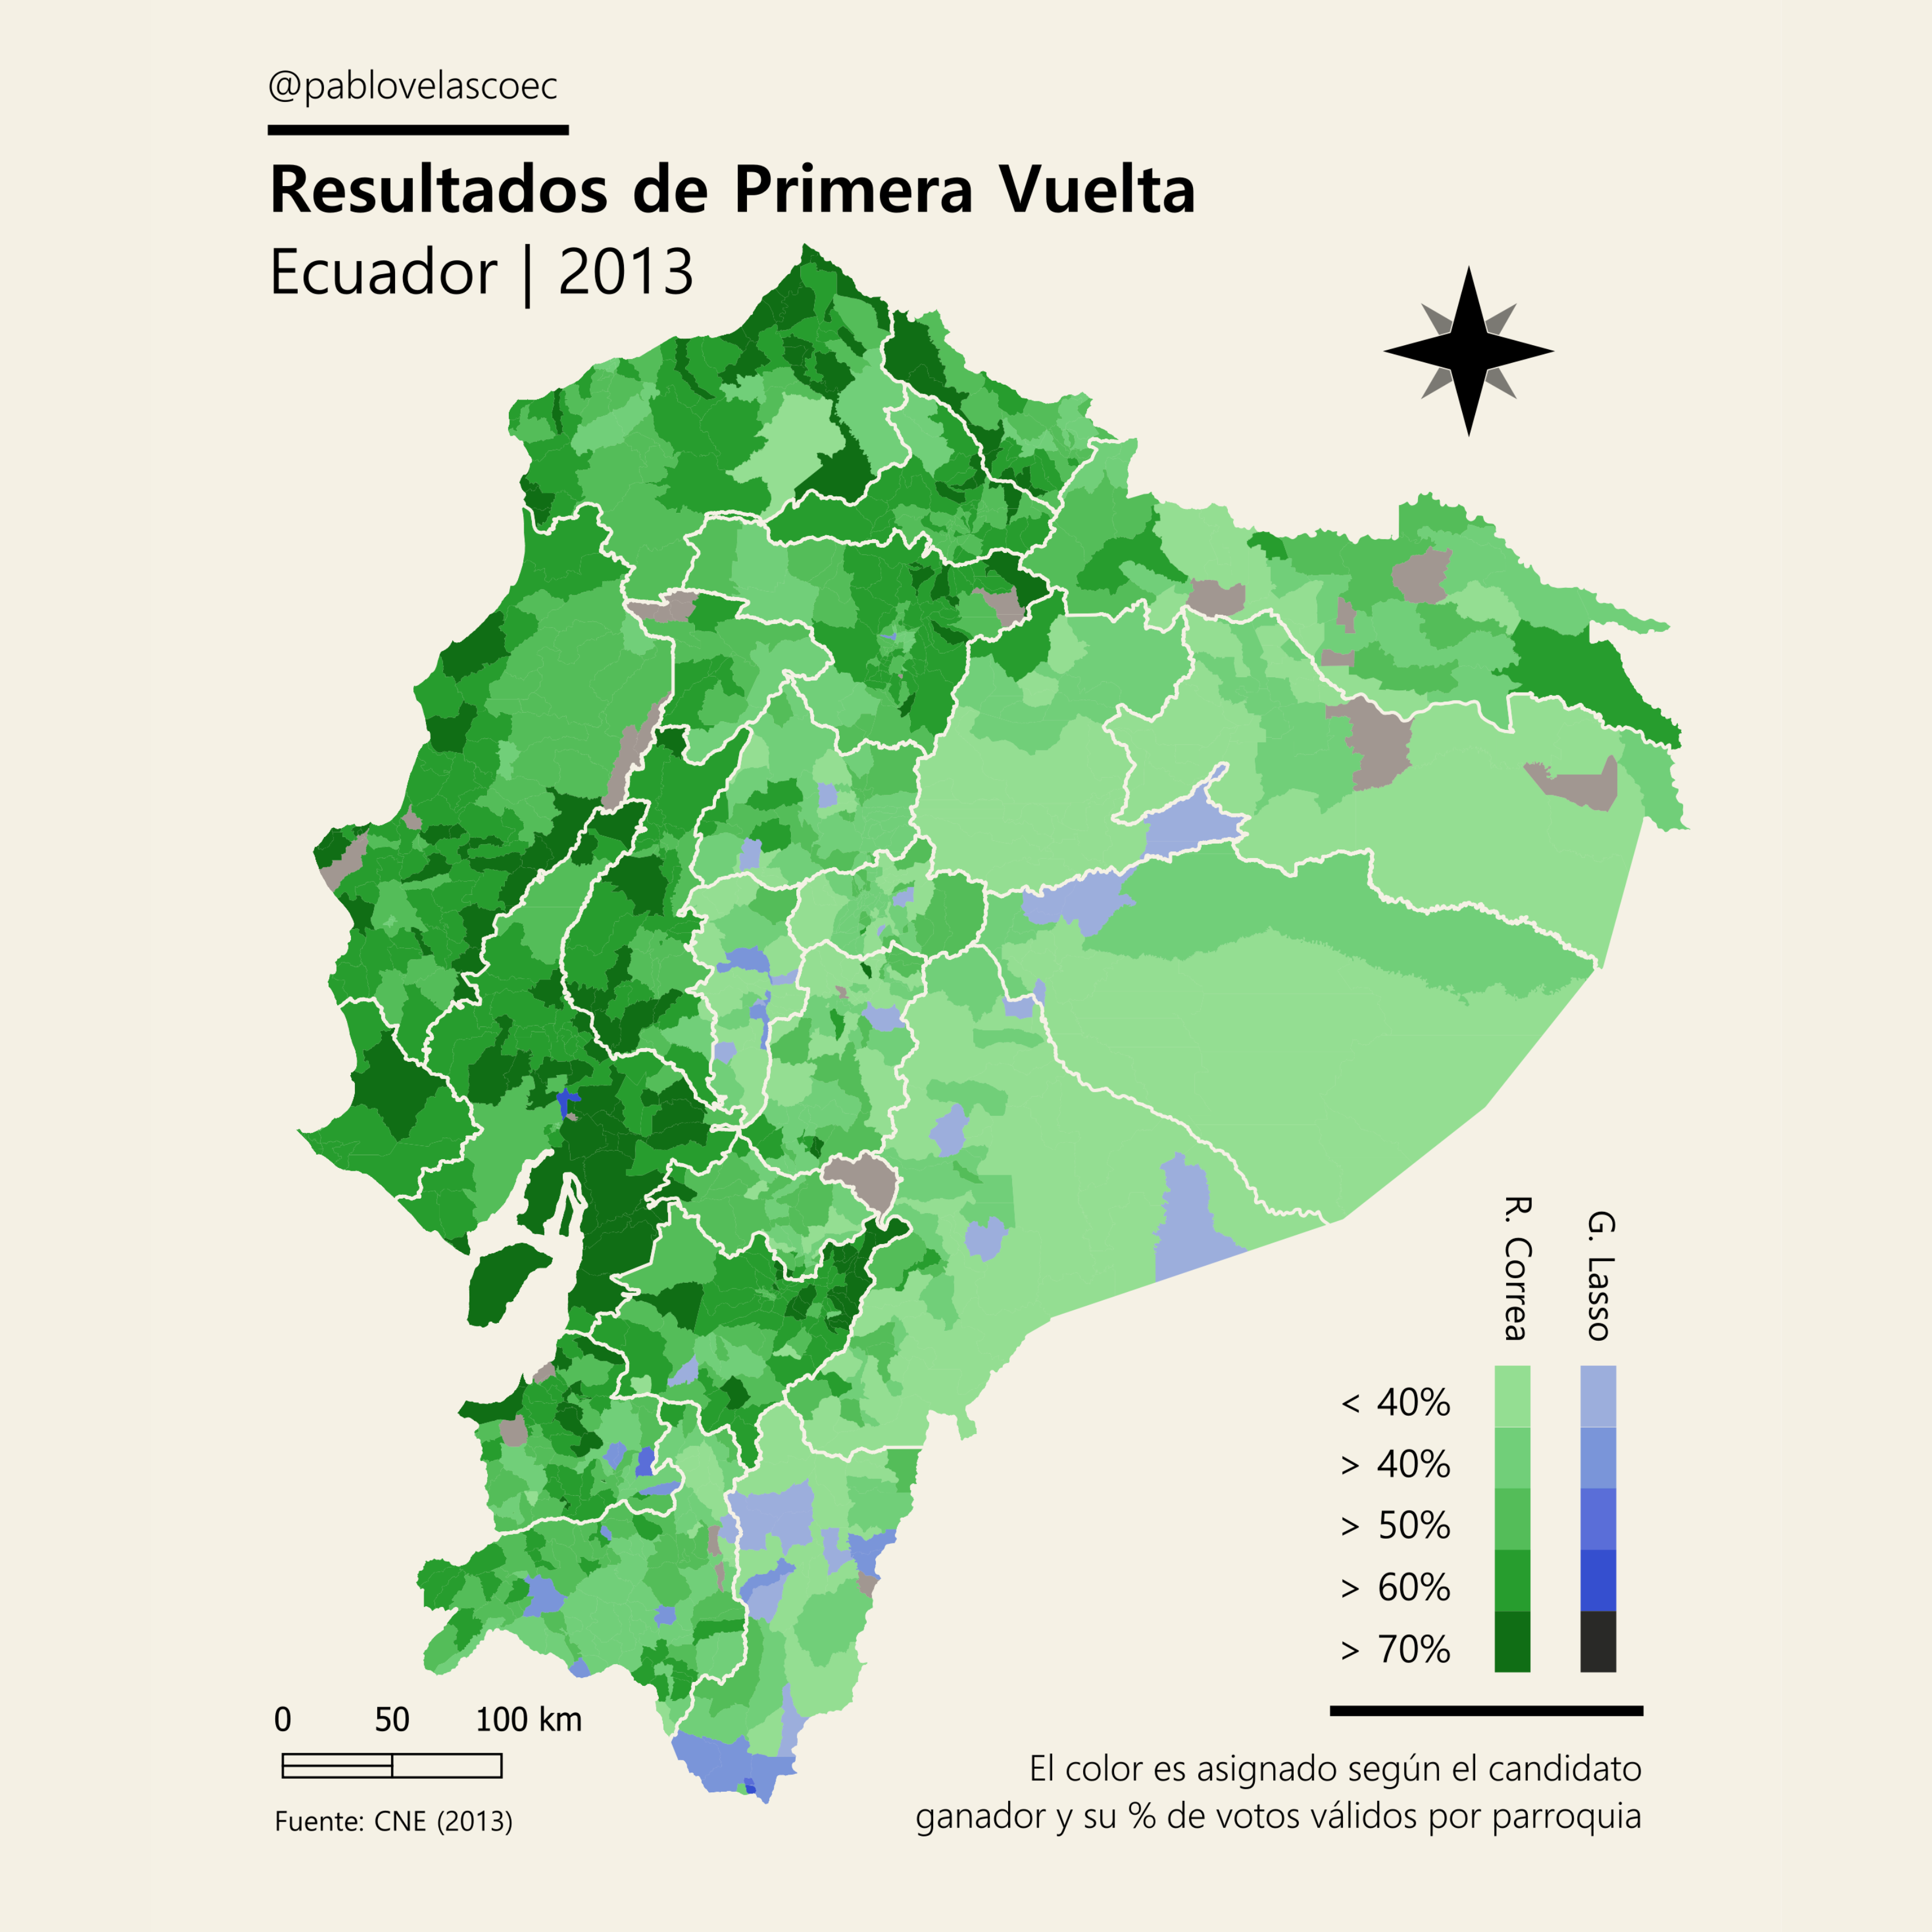 @pablovelascoec
Resultados de Primera Vuelta
Ecuador | 2013
R. Correa
G. Lasso
< 40%
> 40%
> 50%
> 60%
> 70%
0 50 100 km
Fuente: CNE (2013)
El color es asignado según el candidato
ganador y su % de votos válidos por parroquia